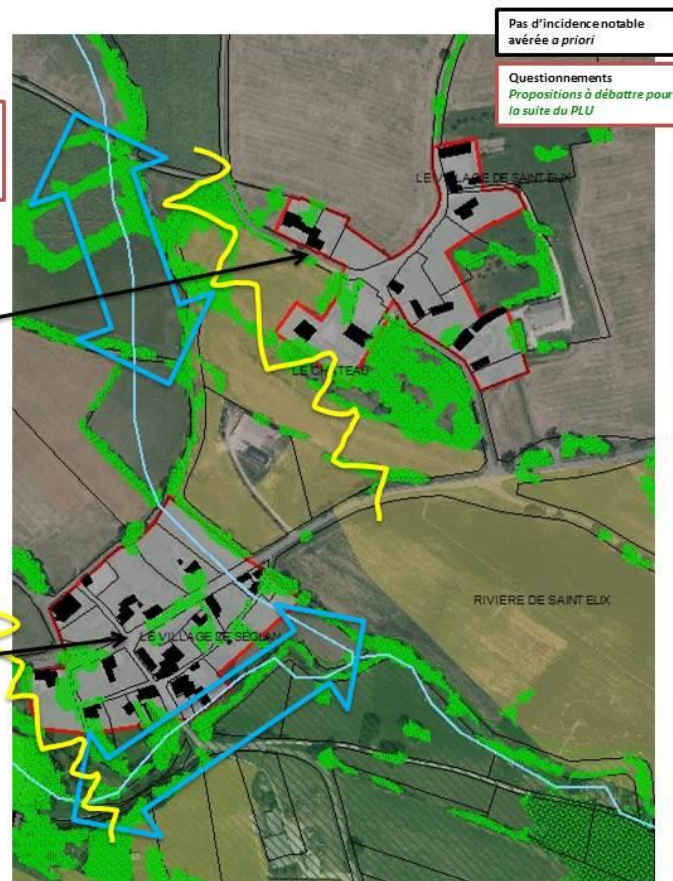 Pas d'incidence notable
avérée a priori
Questionnements
Propositions à débattre pour
la suite du PLU
LE VILLAGE DE SAINT ELIX
LE CHATEAU
RIVIERE DE SAINT ELIX
LE VILLAGE DE SEGLAN